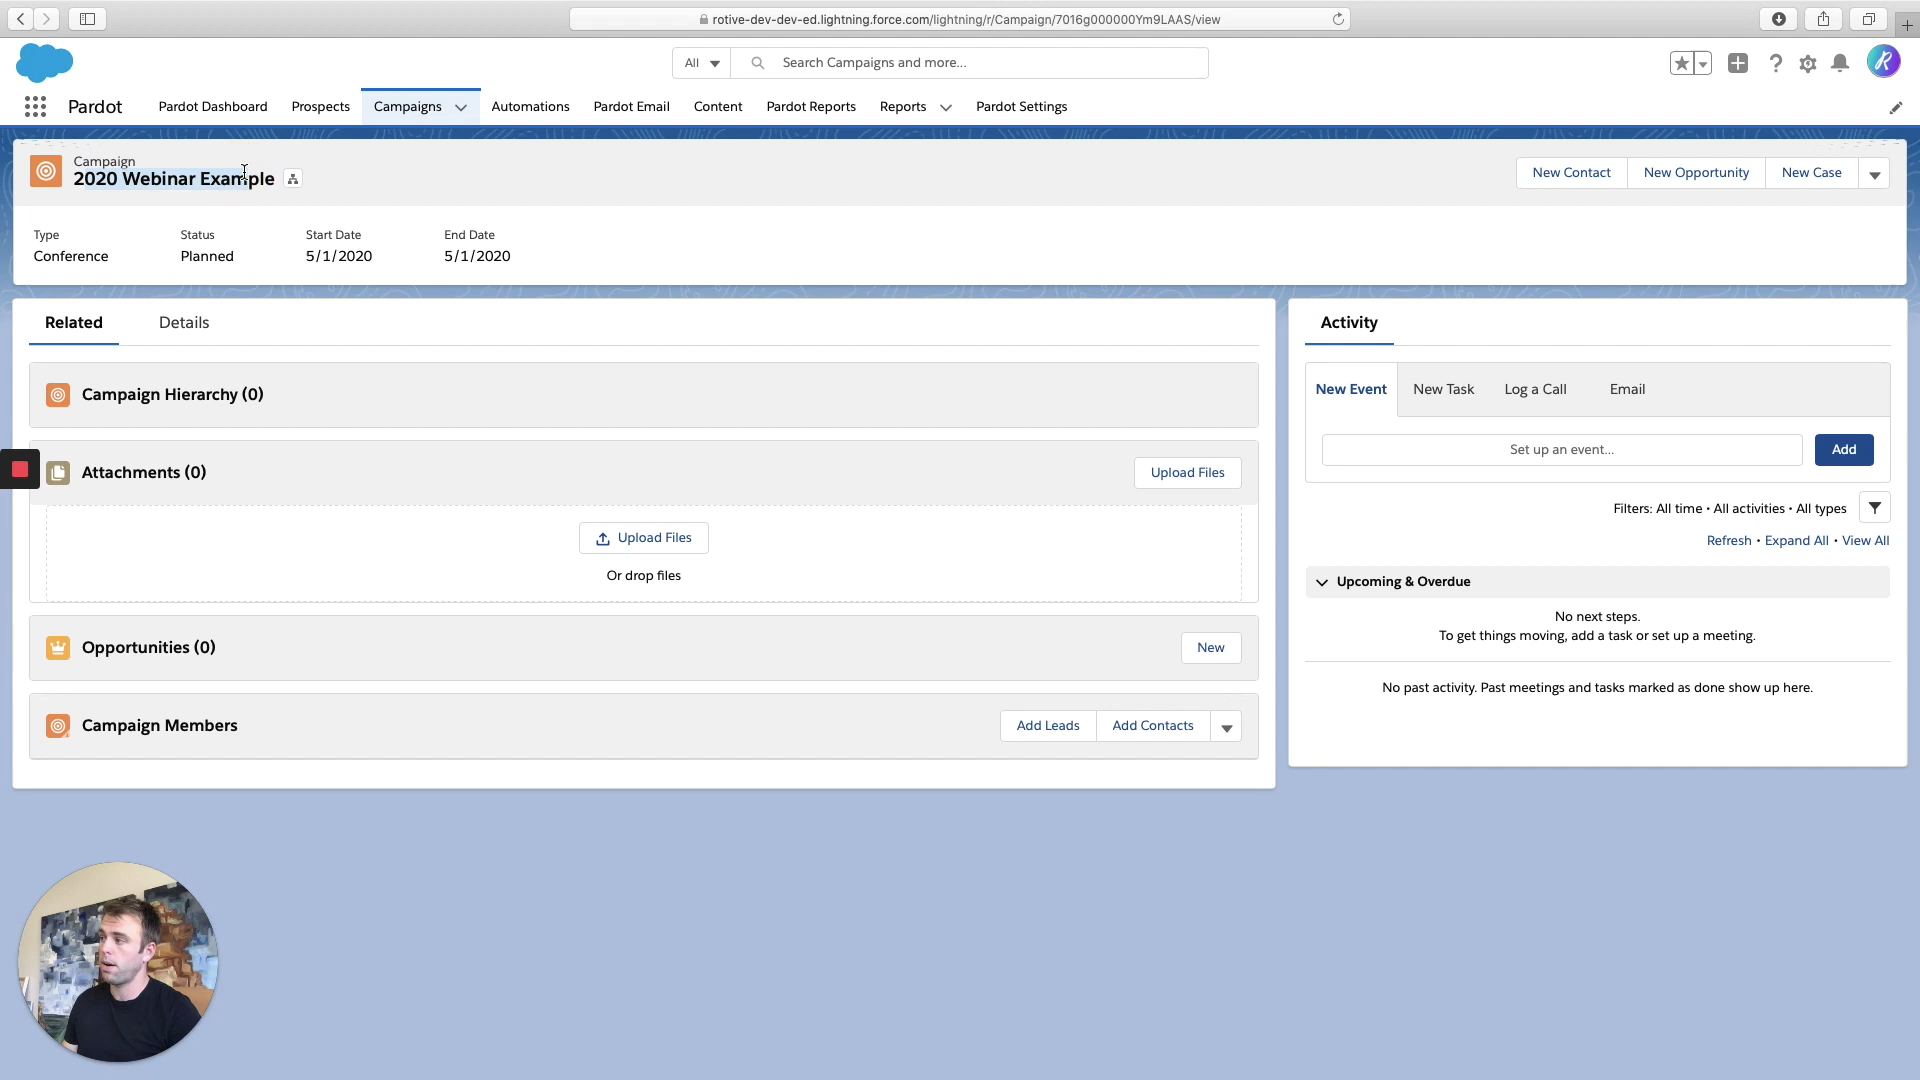 rotive-dev-dev-ed.lightning.force.com/lightning/r/Campaign/7016g000000Ym9LAAS/view
All
Search Campaigns and more...
Pardot
Pardot Dashboard
Prospects
Campaigns
Automations
Pardot Email
Content
Pardot Reports
Reports
Pardot Settings
Campaign
2020 Webinar Example
New Contact
New Opportunity
New Case
Type
Status
Start Date
End Date
Conference
Planned
5/1/2020
5/1/2020
Related
Details
Campaign Hierarchy (0)
Attachments (0)
Upload Files
Upload Files
Or drop files
Opportunities (0)
New
Campaign Members
Add Leads
Add Contacts
Activity
New Event
New Task
Log a Call
Email
Set up an event...
Add
Filters: All time • All activities • All types
Refresh • Expand All • View All
Upcoming & Overdue
No next steps.
To get things moving, add a task or set up a meeting.
No past activity. Past meetings and tasks marked as done show up here.